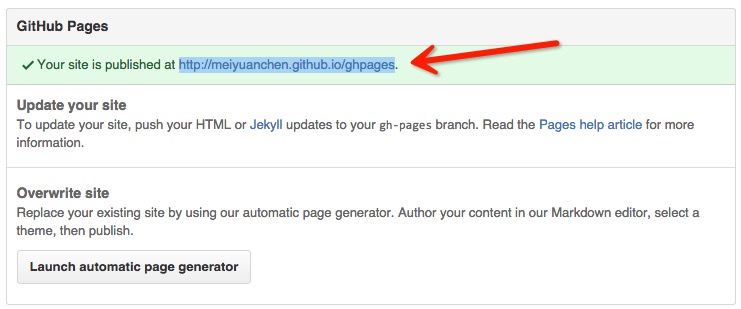 GitHub Pages
✓ Your site is published at http://meiyuanchen.github.io/ghpages.
Update your site
To update your site, push your HTML or Jekyll updates to your gh-pages branch. Read the Pages help article for more
information.
Overwrite site
Replace your existing site by using our automatic page generator. Author your content in our Markdown editor, select a
theme, then publish.
Launch automatic page generator